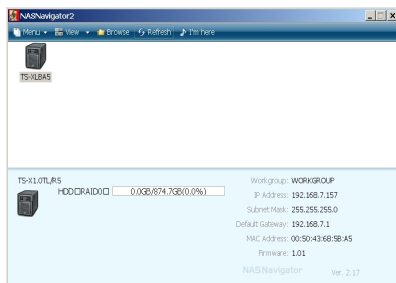 NASNavigator2
Menu View Browse Refresh I'm here
TS-XLBA5
TS-X1.0TL/R5
HDD□RAID0□ 0.0GB/874.7GB(0.0%)
Workgroup: WORKGROUP
IP Address: 192.168.7.157
Subnet Mask: 255.255.255.0
Default Gateway: 192.168.7.1
MAC Address: 00:50:43:68:5B:A5
Firmware: 1.01
NAS Navigator Ver. 2.17